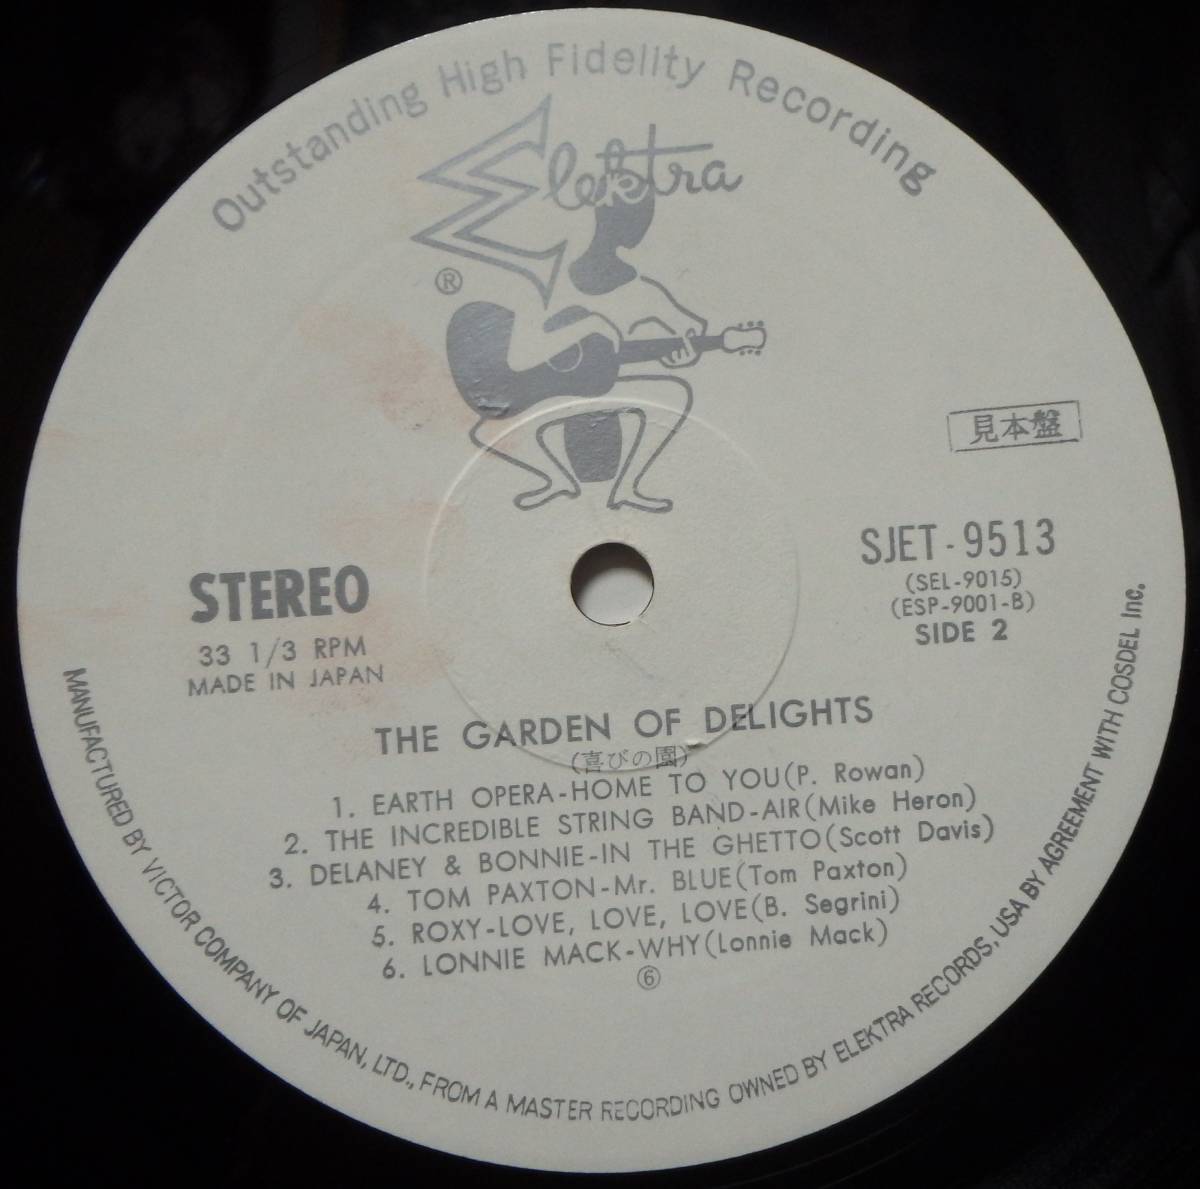 Outstanding High Fidelity Recording
Elektra
®
見本盤
STEREO
33 1/3 RPM
MADE IN JAPAN
SJET-9513
(SEL-9015)
(ESP-9001-B)
SIDE 2
THE GARDEN OF DELIGHTS
(喜びの園)
1. EARTH OPERA-HOME TO YOU(P. Rowan)
2. THE INCREDIBLE STRING BAND-AIR(Mike Heron)
3. DELANEY & BONNIE-IN THE GHETTO(Scott Davis)
4. TOM PAXTON-Mr. BLUE(Tom Paxton)
5. ROXY-LOVE, LOVE, LOVE(B. Segrini)
6. LONNIE MACK-WHY(Lonnie Mack)
⑥
MANUFACTURED BY VICTOR COMPANY OF JAPAN, LTD., FROM A MASTER RECORDING OWNED BY ELEKTRA RECORDS, USA BY AGREEMENT WITH COSDEL Inc.